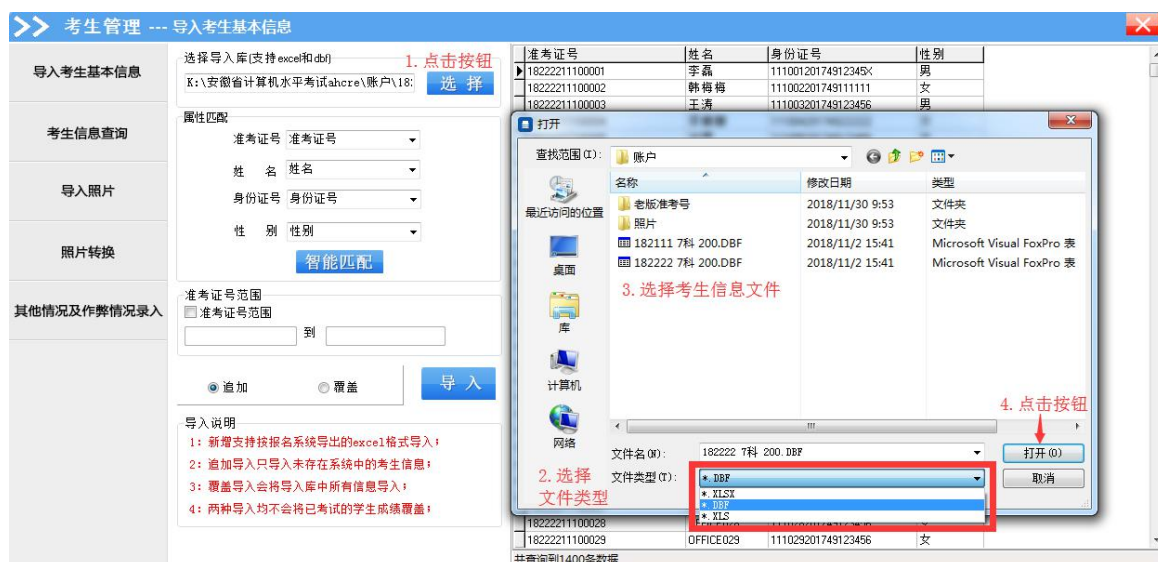 >> 考生管理 --- 导入考生基本信息
导入考生基本信息
考生信息查询
导入照片
照片转换
其他情况及作弊情况录入
选择导入库(支持excel和dbf)
1. 点击按钮
K:\安徽省计算机水平考试ahcre\账户\18:
选 择
属性匹配
准考证号 准考证号
姓 名 姓名
身份证号 身份证号
性 别 性别
智能匹配
准考证号范围
准考证号范围
到
追加 覆盖
导 入
导入说明
1: 新增支持按报名系统导出的excel格式导入;
2: 追加导入只导入未存在系统中的考生信息;
3: 覆盖导入会将导入库中所有信息导入;
4: 两种导入均不会将已考试的学生成绩覆盖;
准考证号 姓名 身份证号 性别
18222211100001 李磊 11100120174912345X 男
18222211100002 韩梅梅 111002201749111111 女
18222211100003 王涛 111003201749123456 男
打开
查找范围(I): 账户
最近访问的位置
桌面
库
计算机
网络
名称 修改日期 类型
老版准考号 2018/11/30 9:53 文件夹
照片 2018/11/30 9:53 文件夹
182111 7科 200.DBF 2018/11/2 15:41 Microsoft Visual FoxPro 表
182222 7科 200.DBF 2018/11/2 15:41 Microsoft Visual FoxPro 表
3. 选择考生信息文件
4. 点击按钮
文件名(N): 182222 7科 200.DBF 打开(O)
2. 选择
文件类型
文件类型(T): *.DBF 取消
*.XLSX
*.DBF
*.XLS
18222211100028 OFFICE028 111028201749123456
18222211100029 OFFICE029 111029201749123456 女
共查询到1400条数据